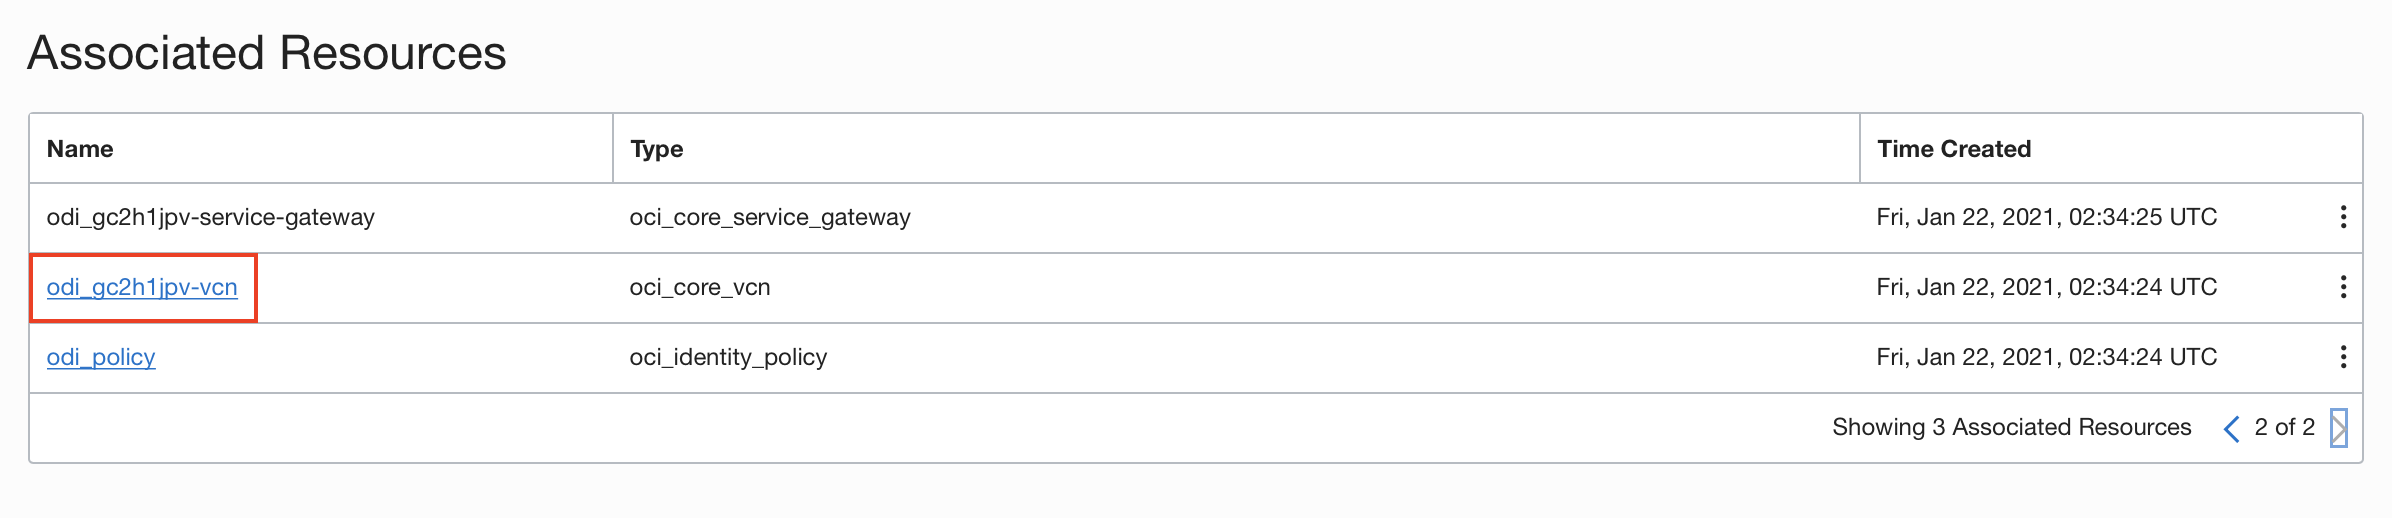 Associated Resources
Name Type Time Created
odi_gc2h1jpv-service-gateway oci_core_service_gateway Fri, Jan 22, 2021, 02:34:25 UTC
odi_gc2h1jpv-vcn oci_core_vcn Fri, Jan 22, 2021, 02:34:24 UTC
odi_policy oci_identity_policy Fri, Jan 22, 2021, 02:34:24 UTC
Showing 3 Associated Resources 2 of 2